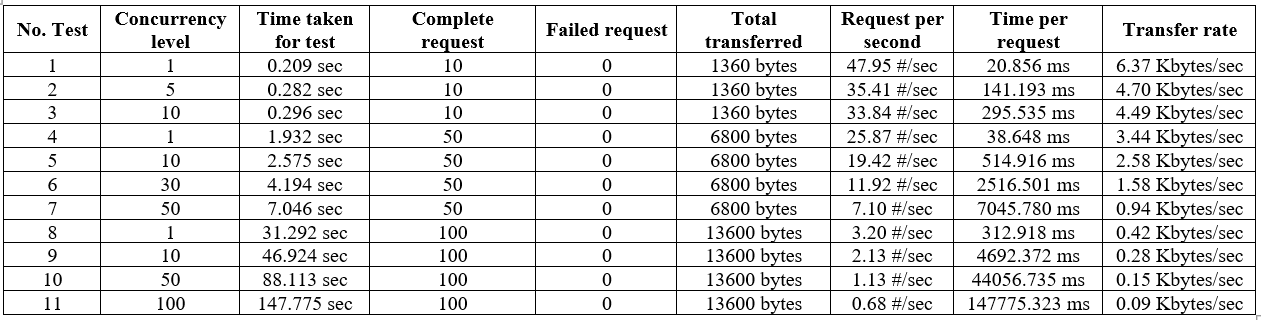 No. Test Concurrency level Time taken for test Complete request Failed request Total transferred Request per second Time per request Transfer rate
1 1 0.209 sec 10 0 1360 bytes 47.95 #/sec 20.856 ms 6.37 Kbytes/sec
2 5 0.282 sec 10 0 1360 bytes 35.41 #/sec 141.193 ms 4.70 Kbytes/sec
3 10 0.296 sec 10 0 1360 bytes 33.84 #/sec 295.535 ms 4.49 Kbytes/sec
4 1 1.932 sec 50 0 6800 bytes 25.87 #/sec 38.648 ms 3.44 Kbytes/sec
5 10 2.575 sec 50 0 6800 bytes 19.42 #/sec 514.916 ms 2.58 Kbytes/sec
6 30 4.194 sec 50 0 6800 bytes 11.92 #/sec 2516.501 ms 1.58 Kbytes/sec
7 50 7.046 sec 50 0 6800 bytes 7.10 #/sec 7045.780 ms 0.94 Kbytes/sec
8 1 31.292 sec 100 0 13600 bytes 3.20 #/sec 312.918 ms 0.42 Kbytes/sec
9 10 46.924 sec 100 0 13600 bytes 2.13 #/sec 4692.372 ms 0.28 Kbytes/sec
10 50 88.113 sec 100 0 13600 bytes 1.13 #/sec 44056.735 ms 0.15 Kbytes/sec
11 100 147.775 sec 100 0 13600 bytes 0.68 #/sec 147775.323 ms 0.09 Kbytes/sec